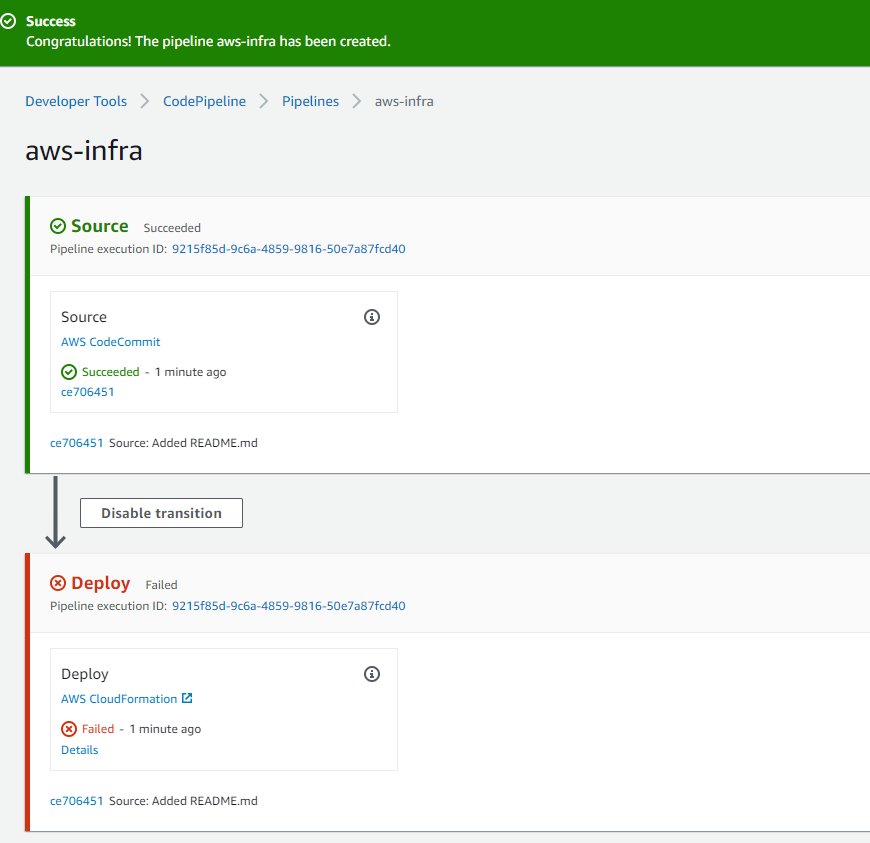 Success
Congratulations! The pipeline aws-infra has been created.
Developer Tools > CodePipeline > Pipelines > aws-infra
aws-infra
Source Succeeded
Pipeline execution ID: 9215f85d-9c6a-4859-9816-50e7a87fcd40
Source
AWS CodeCommit
Succeeded - 1 minute ago
ce706451
ce706451 Source: Added README.md
Disable transition
Deploy Failed
Pipeline execution ID: 9215f85d-9c6a-4859-9816-50e7a87fcd40
Deploy
AWS CloudFormation
Failed - 1 minute ago
Details
ce706451 Source: Added README.md